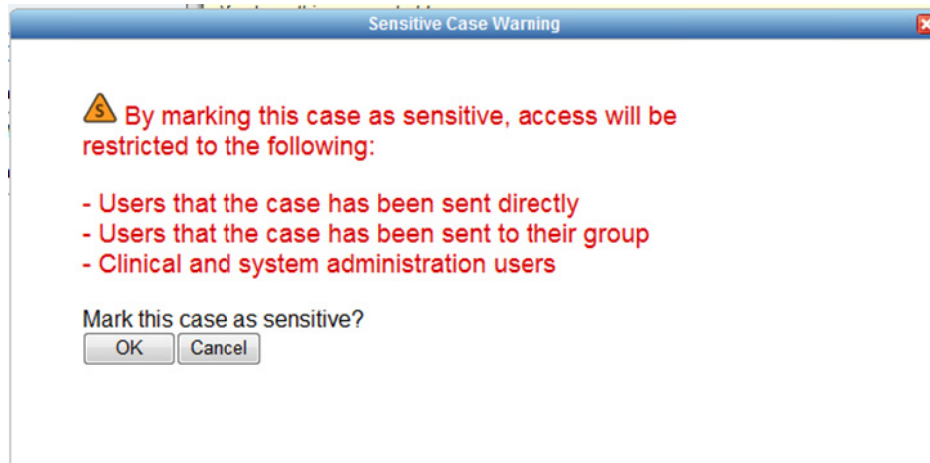 Sensitive Case Warning
S By marking this case as sensitive, access will be
restricted to the following:
- Users that the case has been sent directly
- Users that the case has been sent to their group
- Clinical and system administration users
Mark this case as sensitive?
OK Cancel